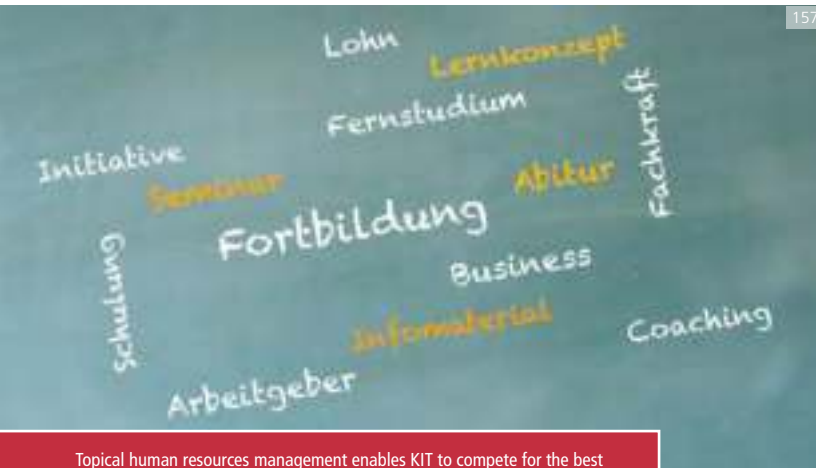 157
Lohn
Lernkonzept
Fernstudium
Fachkraft
Initiative
Seminar
Abitur
Fortbildung
Schulung
Business
Infomaterial
Coaching
Arbeitgeber
Topical human resources management enables KIT to compete for the best